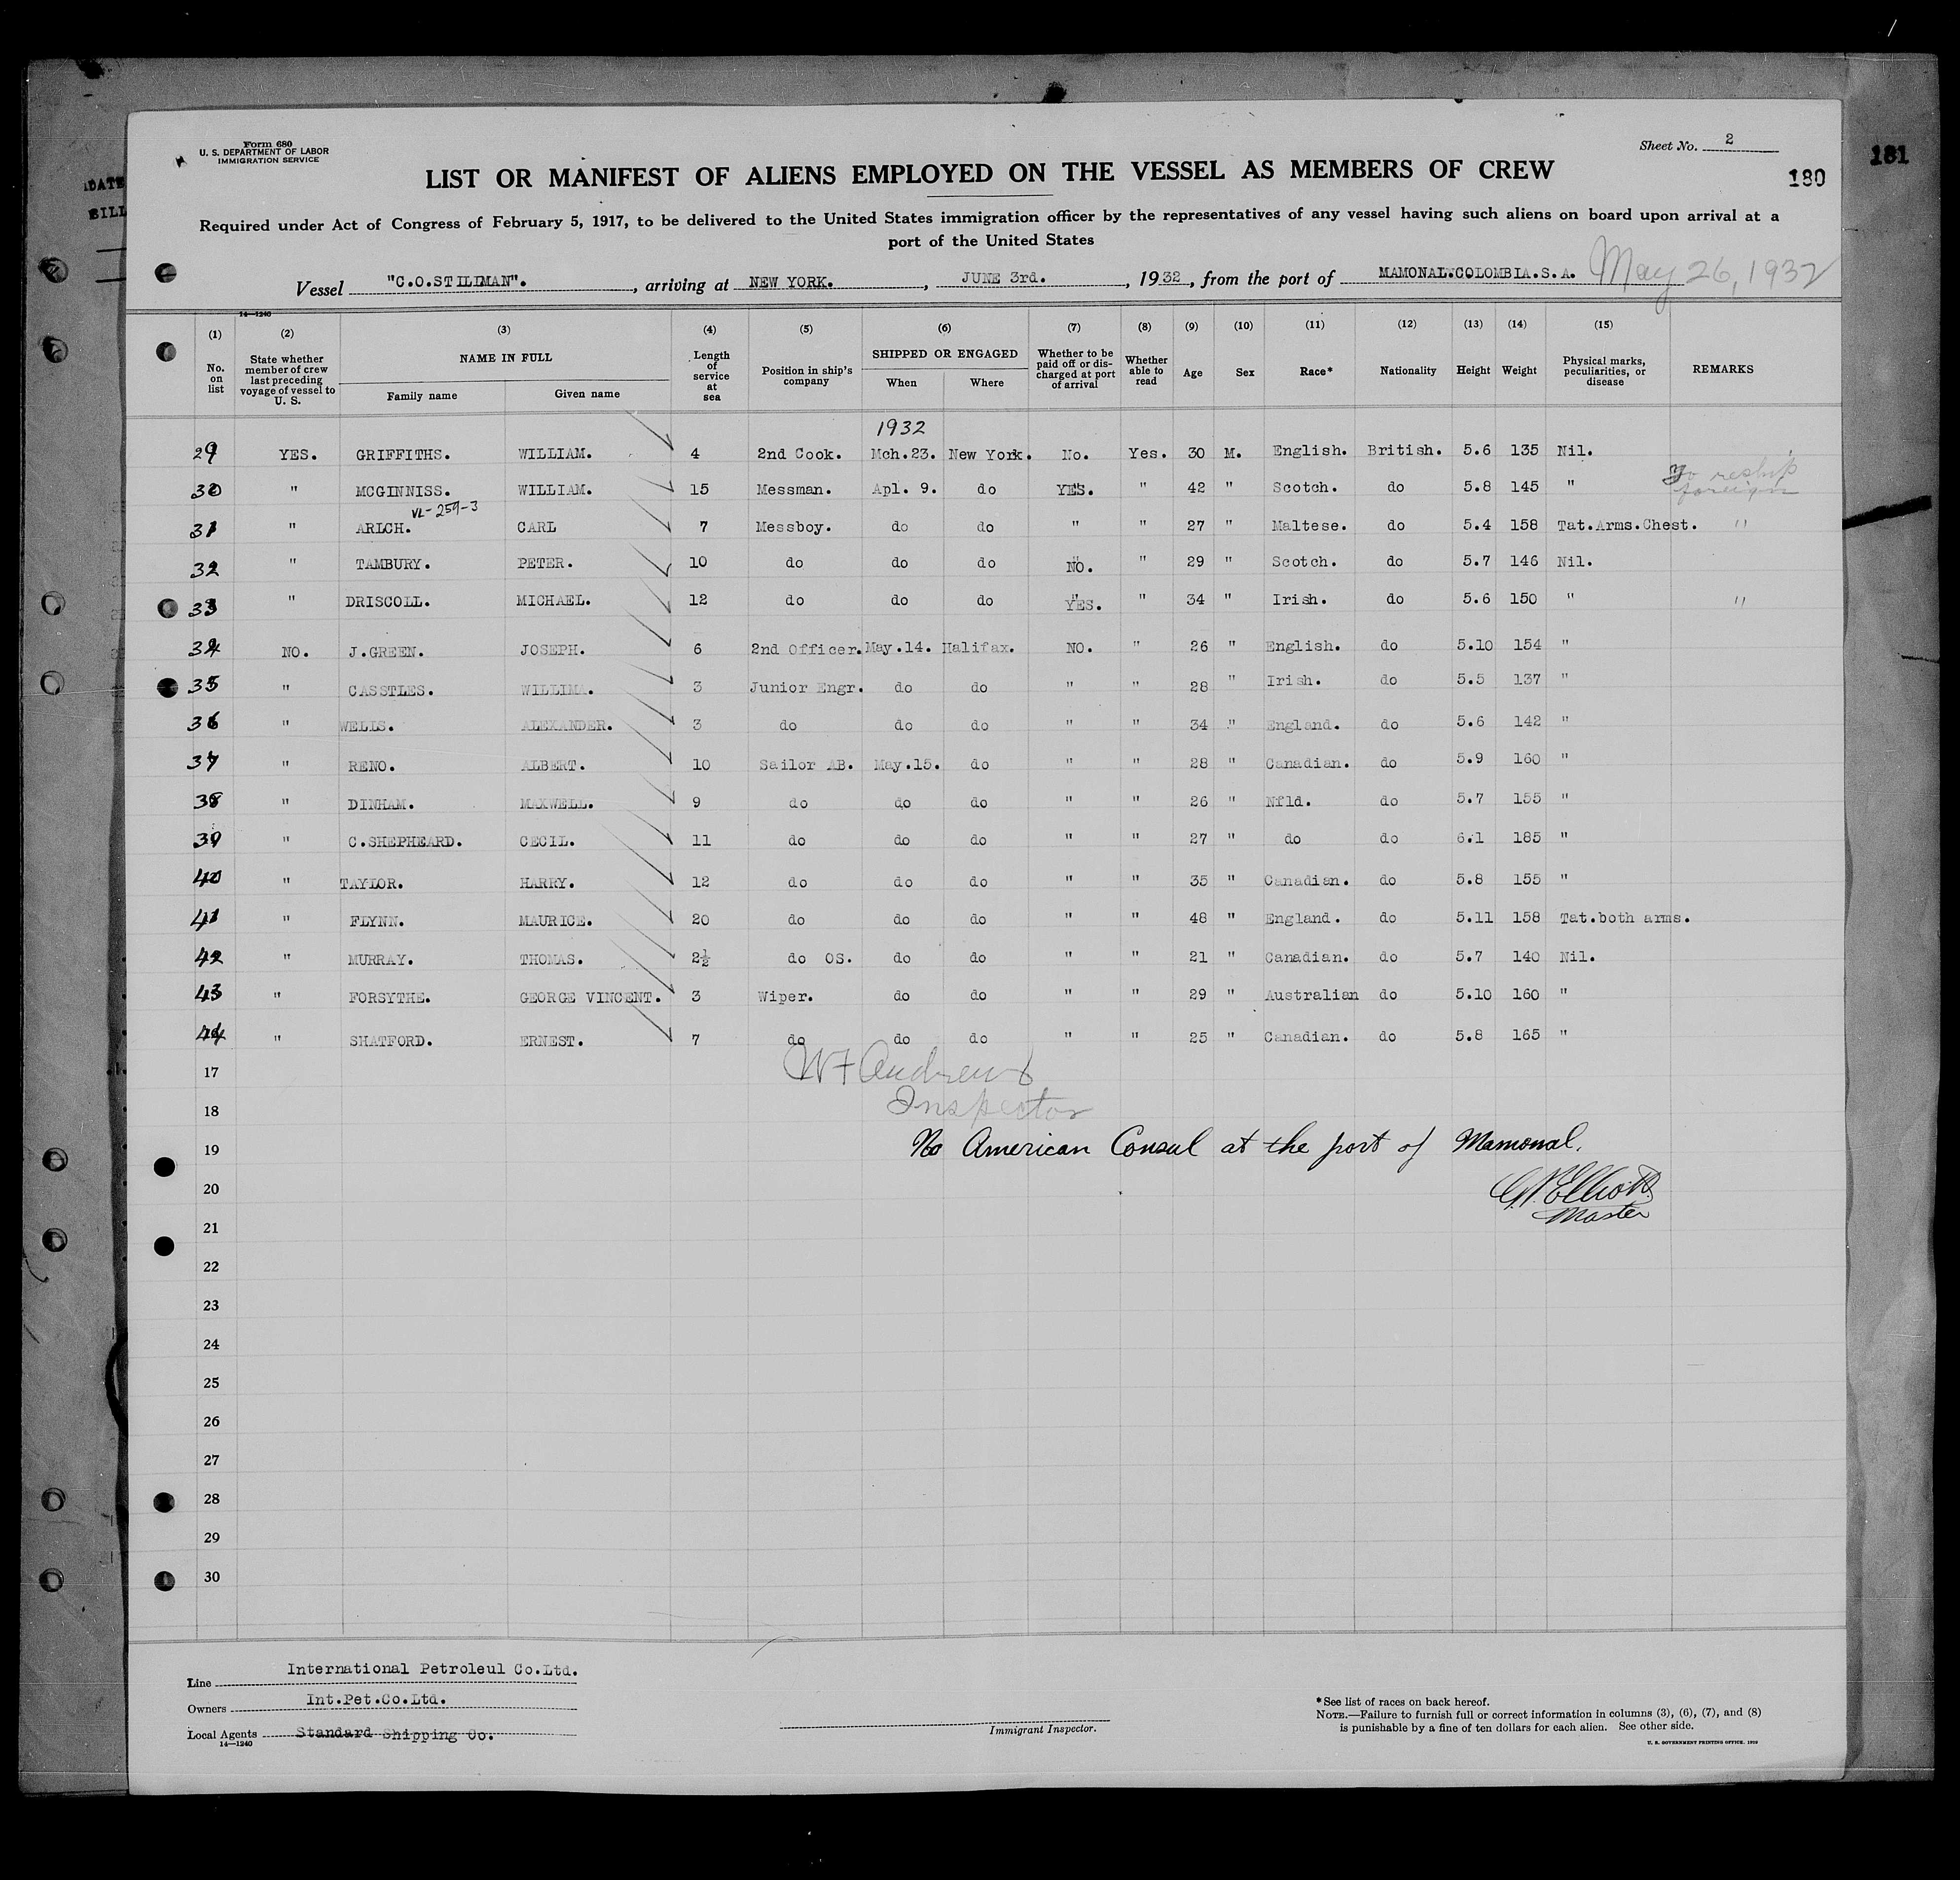 Form 680
U. S. DEPARTMENT OF LABOR
IMMIGRATION SERVICE
Sheet No. 2
LIST OR MANIFEST OF ALIENS EMPLOYED ON THE VESSEL AS MEMBERS OF CREW
180
181
Required under Act of Congress of February 5, 1917, to be delivered to the United States immigration officer by the representatives of any vessel having such aliens on board upon arrival at a
port of the United States
Vessel "C.O.STILLMAN". , arriving at NEW YORK. , JUNE 3rd. , 1932, from the port of MAMONAL.COLOMBIA.S.A. May 26, 1932
14—1240
(1) (2) (3) (4) (5) (6) (7) (8) (9) (10) (11) (12) (13) (14) (15)
No. on list State whether member of crew last preceding voyage of vessel to U. S. NAME IN FULL Family name Given name Length of service at sea Position in ship's company SHIPPED OR ENGAGED When Where Whether to be paid off or discharged at port of arrival Whether able to read Age Sex Race* Nationality Height Weight Physical marks, peculiarities, or disease REMARKS
1932
29 YES. GRIFFITHS. WILLIAM. 4 2nd Cook. Mch.23. New York. No. Yes. 30 M. English. British. 5.6 135 Nil.
30 " MCGINNISS. WILLIAM. 15 Messman. Apl. 9. do YES. " 42 " Scotch. do 5.8 145 " To reship foreign
VL-259-3
31 " ARLCH. CARL 7 Messboy. do do " " 27 " Maltese. do 5.4 158 Tat.Arms.Chest. "
32 " TAMBURY. PETER. 10 do do do NO. " 29 " Scotch. do 5.7 146 Nil.
33 " DRISCOLL. MICHAEL. 12 do do do YES. " 34 " Irish. do 5.6 150 " "
34 NO. J.GREEN. JOSEPH. 6 2nd Officer. May.14. Halifax. NO. " 26 " English. do 5.10 154 "
35 " CASSTLES. WILLIMA. 3 Junior Engr. do do " " 28 " Irish. do 5.5 137 "
36 " WELLS. ALEXANDER. 3 do do do " " 34 " England. do 5.6 142 "
37 " RENO. ALBERT. 10 Sailor AB. May.15. do " " 28 " Canadian. do 5.9 160 "
38 " DINHAM. MAXWELL. 9 do do do " " 26 " Nfld. do 5.7 155 "
39 " C.SHEPHEARD. CECIL. 11 do do do " " 27 " do do 6.1 185 "
40 " TAYLOR. HARRY. 12 do do do " " 35 " Canadian. do 5.8 155 "
41 " FLYNN. MAURICE. 20 do do do " " 48 " England. do 5.11 158 Tat.both arms.
42 " MURRAY. THOMAS. 2½ do OS. do do " " 21 " Canadian. do 5.7 140 Nil.
43 " FORSYTHE. GEORGE VINCENT. 3 Wiper. do do " " 29 " Australian do 5.10 160 "
44 " SHATFORD. ERNEST. 7 do do do " " 25 " Canadian. do 5.8 165 "
17 W F Andrews
18 Inspector
19 No American Consul at the port of Mamonal.
20 Elliott
21 Master
22
23
24
25
26
27
28
29
30
Line International Petroleul Co.Ltd.
Owners Int.Pet.Co.Ltd.
Local Agents Standard Shipping Co.
14—1240
Immigrant Inspector.
*See list of races on back hereof.
NOTE.—Failure to furnish full or correct information in columns (3), (6), (7), and (8)
is punishable by a fine of ten dollars for each alien. See other side.